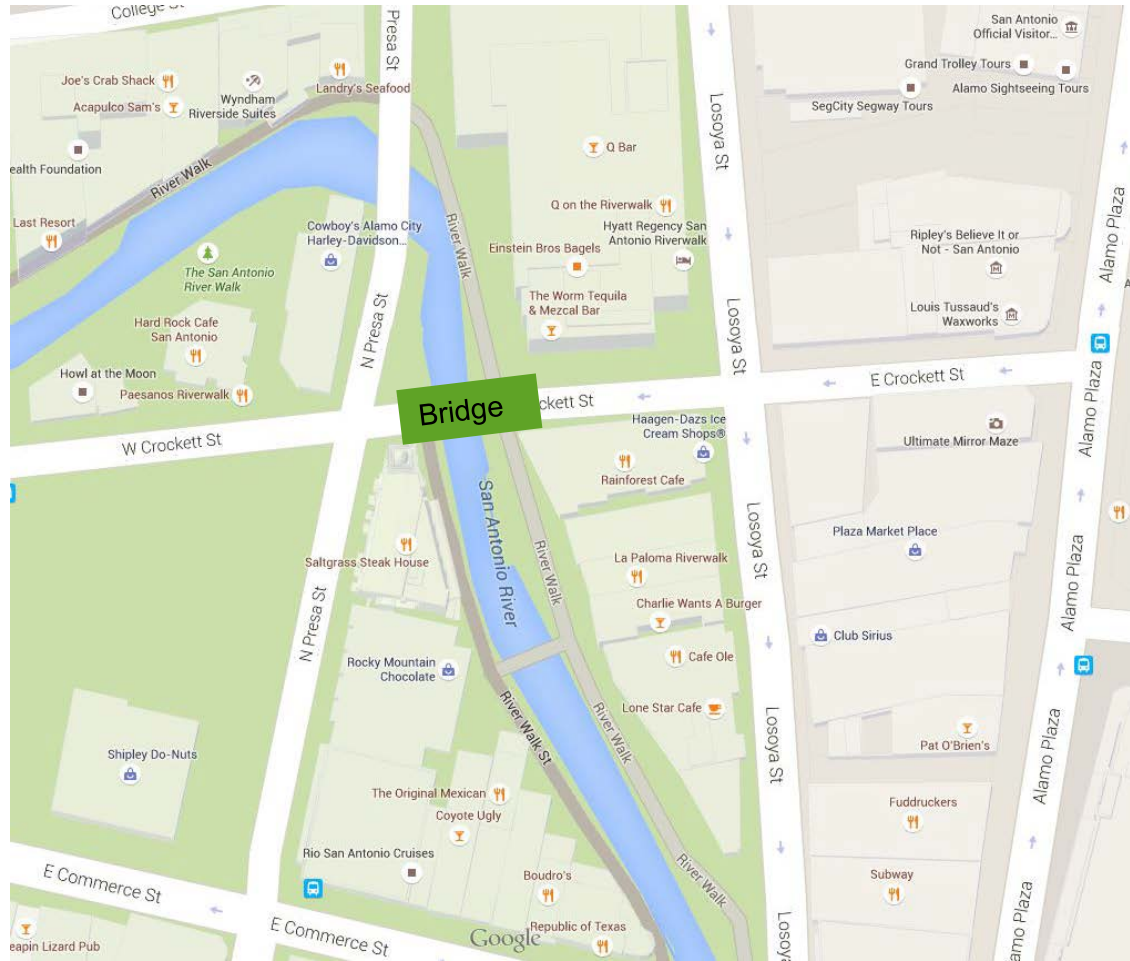 College St
Presa St
San Antonio
Official Visitor...
Joe's Crab Shack
Grand Trolley Tours
Acapulco Sam's
Wyndham
Riverside Suites
Landry's Seafood
Losoya St
Alamo Sightseeing Tours
SegCity Segway Tours
Q Bar
ealth Foundation
River Walk
Last Resort
Q on the Riverwalk
Cowboy's Alamo City
Harley-Davidson...
River Walk
Hyatt Regency San
Antonio Riverwalk
Ripley's Believe It or
Not - San Antonio
Alamo Plaza
Einstein Bros Bagels
The San Antonio
River Walk
The Worm Tequila
& Mezcal Bar
Louis Tussaud's
Waxworks
Hard Rock Cafe
San Antonio
N Presa St
Losoya St
Howl at the Moon
Paesanos Riverwalk
E Crockett St
Bridge
ckett St
Alamo Plaza
W Crockett St
Haagen-Dazs Ice
Cream Shops®
Ultimate Mirror Maze
Rainforest Cafe
San Antonio River
Losoya St
Plaza Market Place
Saltgrass Steak House
River Walk
La Paloma Riverwalk
Alamo Plaza
N Presa St
Charlie Wants A Burger
Club Sirius
Rocky Mountain
Chocolate
Cafe Ole
River Walk St
River Walk
Lone Star Cafe
Losoya St
Pat O'Brien's
Alamo Plaza
Shipley Do-Nuts
The Original Mexican
Coyote Ugly
Fuddruckers
Rio San Antonio Cruises
Boudro's
River Walk
Subway
E Commerce St
E Commerce St
Republic of Texas
Losoya
amo Plaza
eapin Lizard Pub
Google